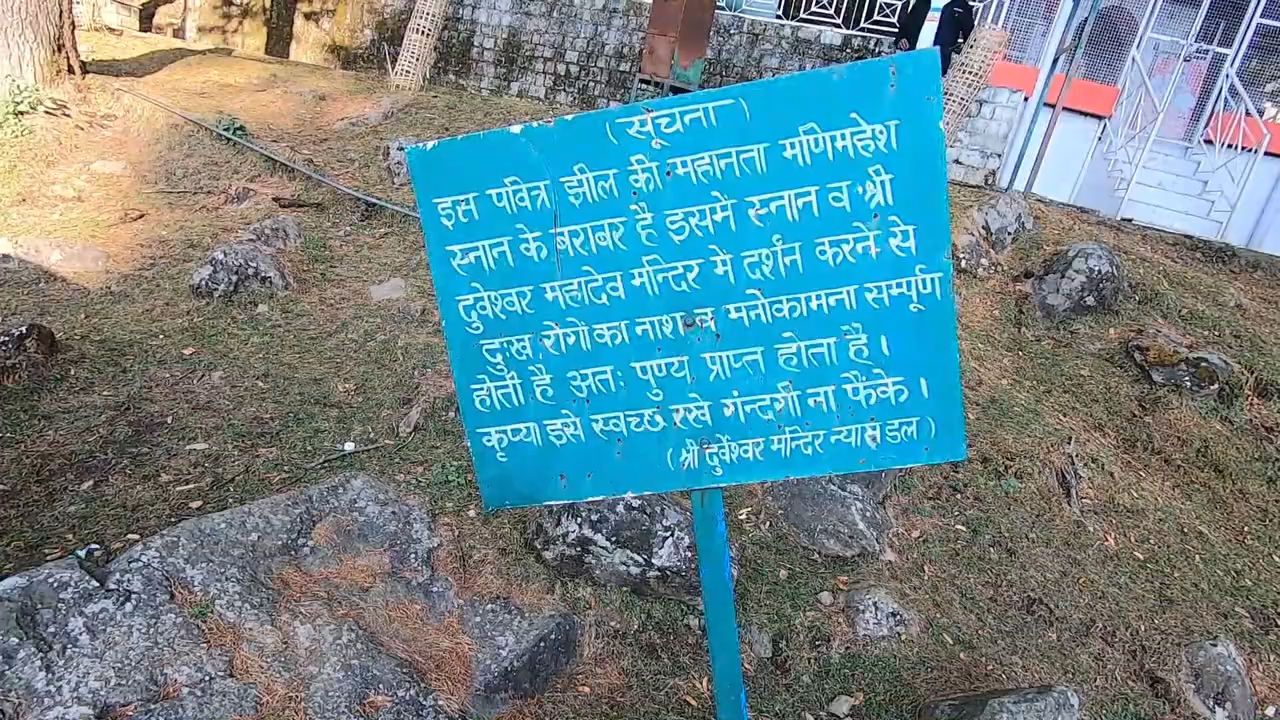 (सूचना)
इस पवित्र झील की महानता मणिमहेश
स्नान के बराबर है इसमें स्नान व श्री
दुवेश्वर महादेव मन्दिर में दर्शन करने से
दुःख रोगो का नाश व मनोकामना सम्पूर्ण
होती है अतः पुण्य प्राप्त होता है।
कृप्या इसे स्वच्छ रखे गंन्दगी ना फैंके।
(श्री दुर्वेश्वर मन्दिर न्यास डल)